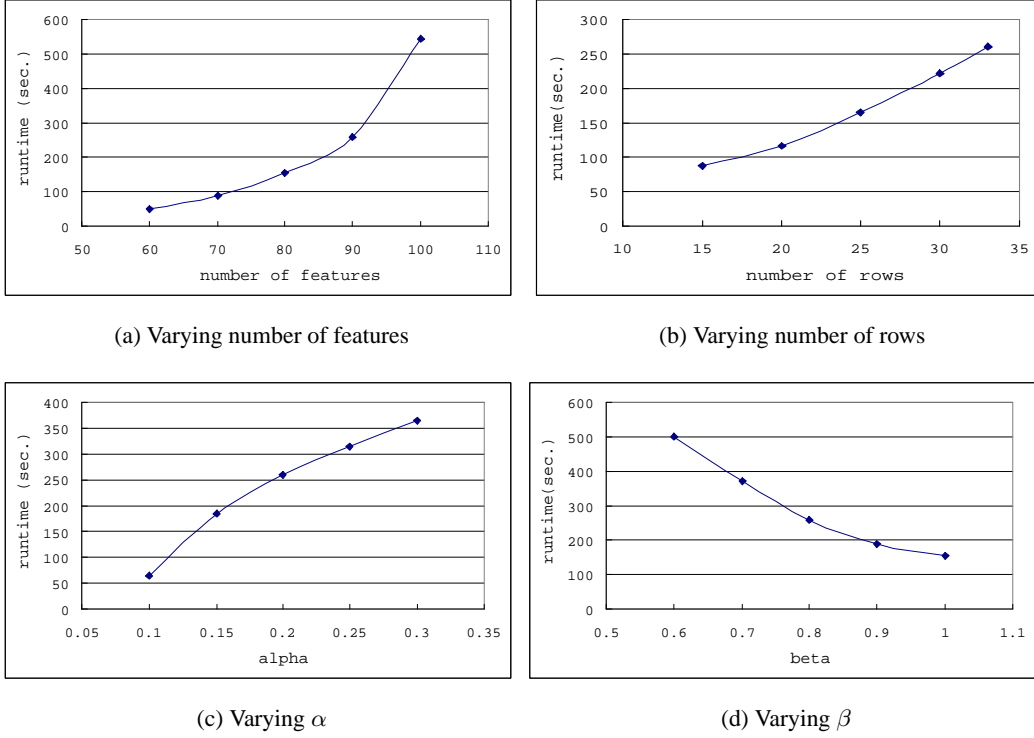 600
500
400
300
200
100
0
runtime (sec.)
50 60 70 80 90 100 110
number of features
(a) Varying number of features
300
250
200
150
100
50
0
runtime(sec.)
10 15 20 25 30 35
number of rows
(b) Varying number of rows
400
350
300
250
200
150
100
50
0
runtime (sec.)
0.05 0.1 0.15 0.2 0.25 0.3 0.35
alpha
(c) Varying α
600
500
400
300
200
100
0
runtime(sec.)
0.5 0.6 0.7 0.8 0.9 1 1.1
beta
(d) Varying β